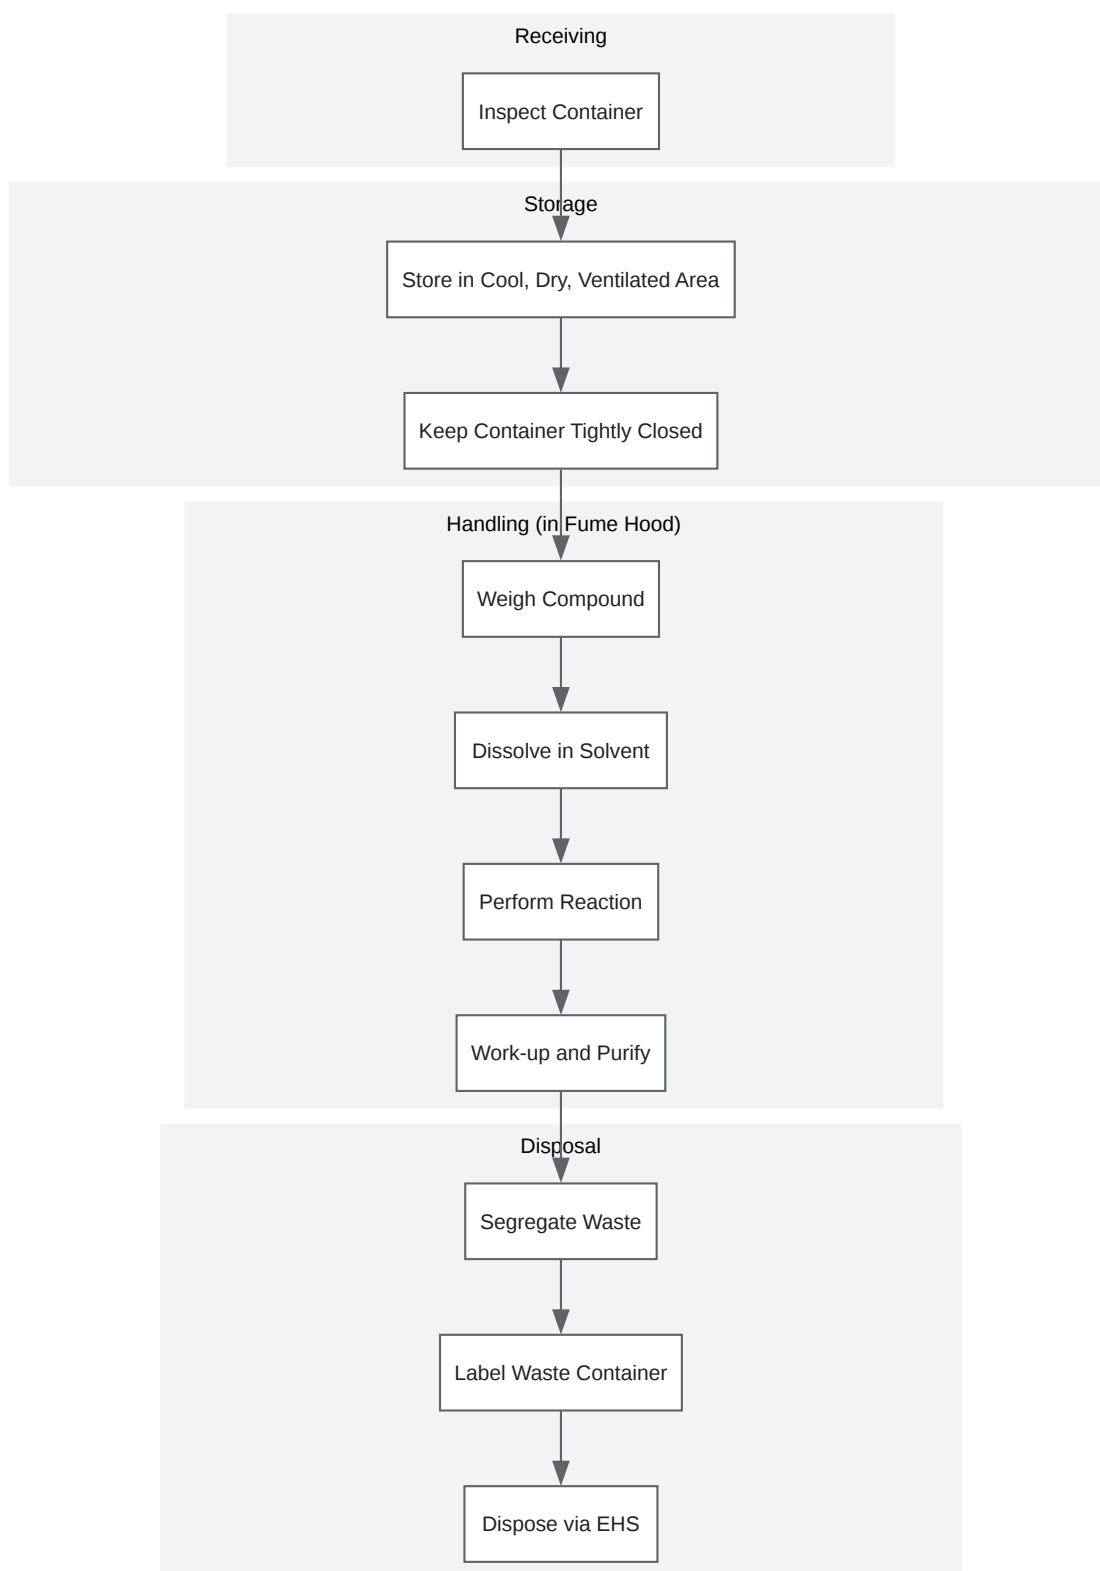 Receiving
Inspect Container
Storage
Store in Cool, Dry, Ventilated Area
Keep Container Tightly Closed
Handling (in Fume Hood)
Weigh Compound
Dissolve in Solvent
Perform Reaction
Work-up and Purify
Disposal
Segregate Waste
Label Waste Container
Dispose via EHS